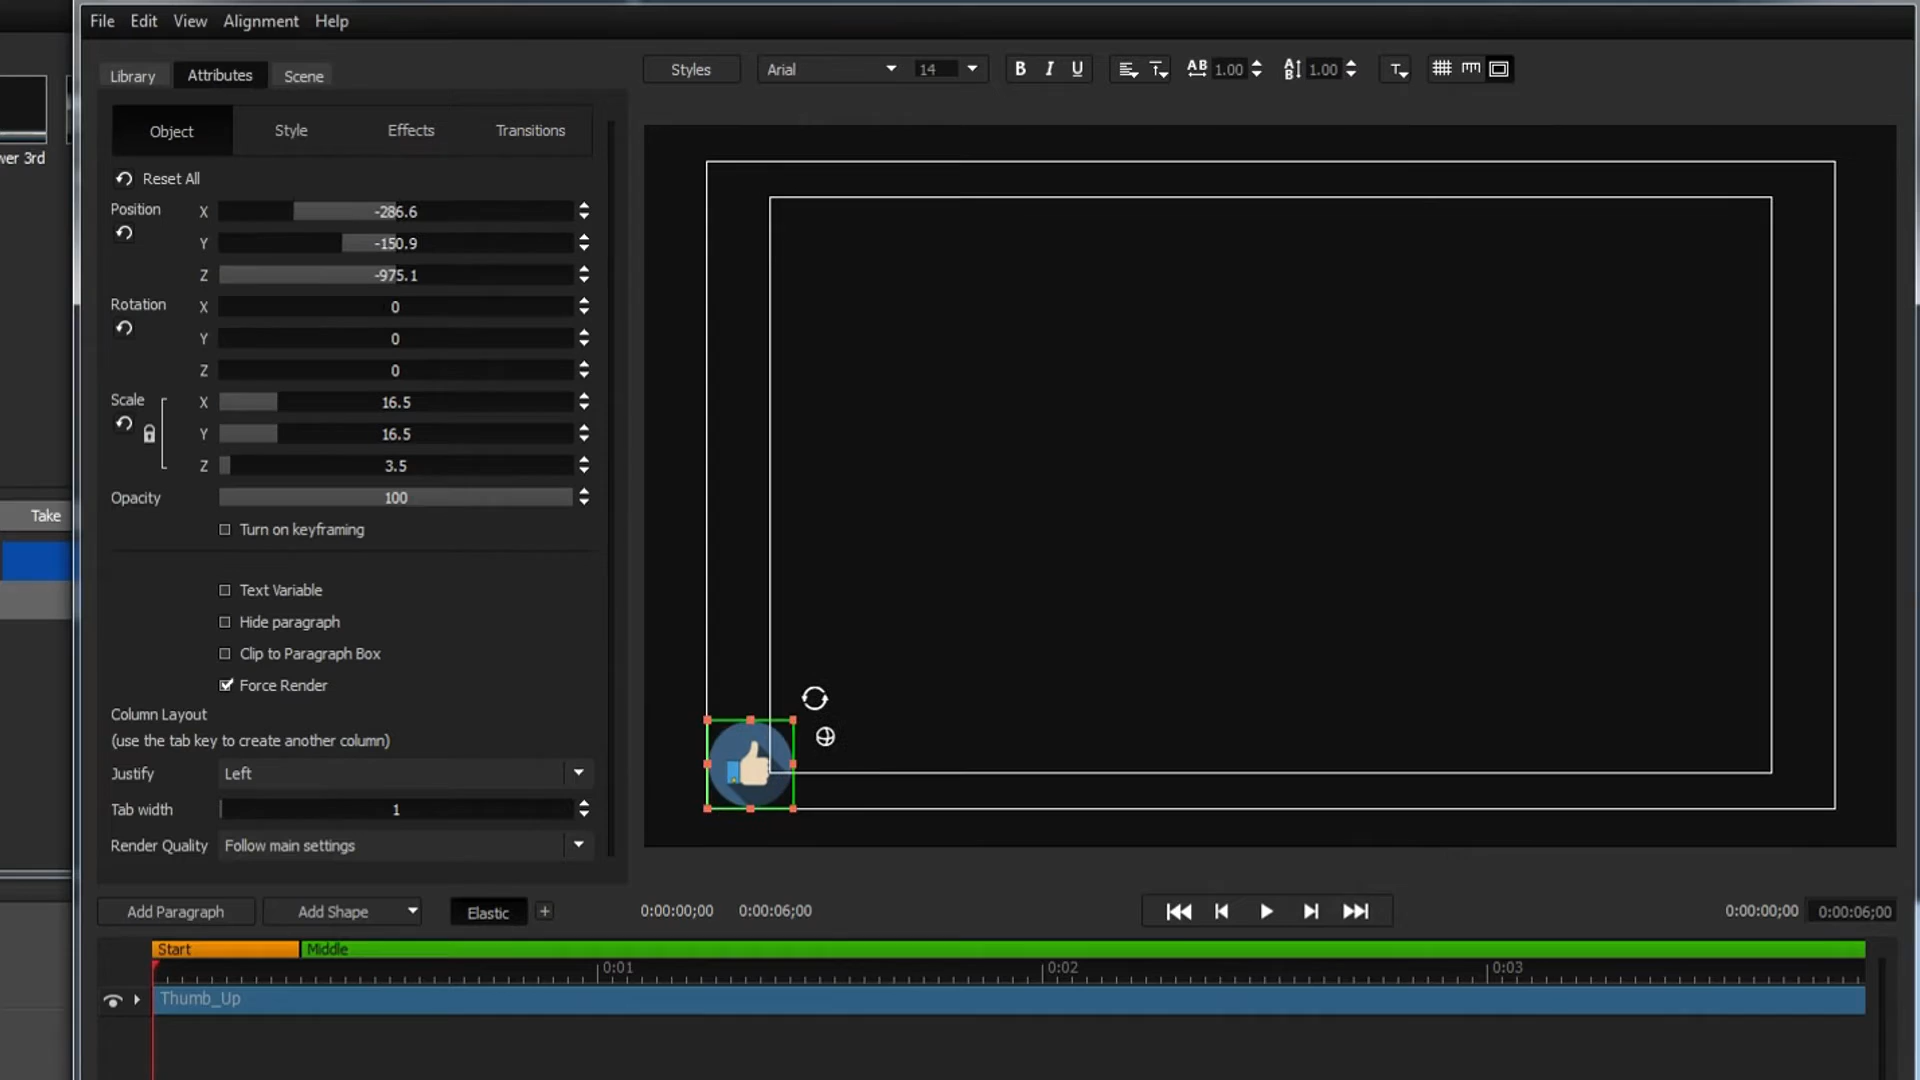 File Edit View Alignment Help
Library Attributes Scene
Styles Arial 14 B I U AB 1.00 AB 1.00 T
Object Style Effects Transitions
wer 3rd
Reset All
Position X -286.6
Y -150.9
Z -975.1
Rotation X 0
Y 0
Z 0
Scale X 16.5
Y 16.5
Z 3.5
Opacity 100
Take
Turn on keyframing
Text Variable
Hide paragraph
Clip to Paragraph Box
Force Render
Column Layout
(use the tab key to create another column)
Justify Left
Tab width 1
Render Quality Follow main settings
Add Paragraph Add Shape Elastic + 0:00:00;00 0:00:06;00 0:00:00;00 0:00:06;00
Start Middle
0:01 0:02 0:03
Thumb_Up